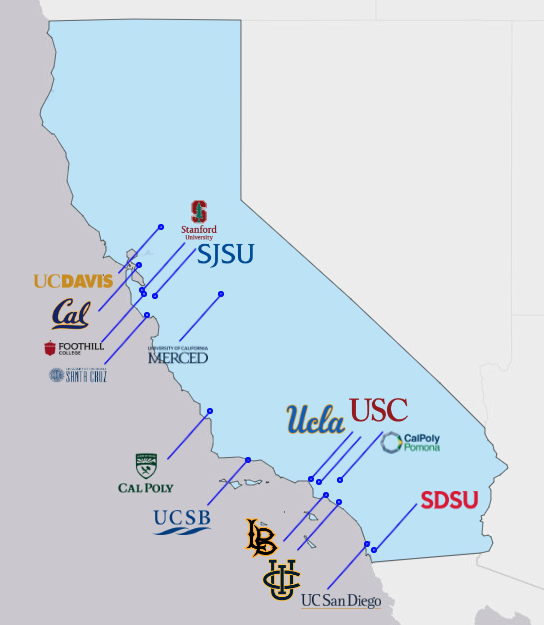 Stanford
University
SJSU
UCDAVIS
Cal
FOOTHILL
COLLEGE
UNIVERSITY OF CALIFORNIA
MERCED
SANTA CRUZ
Ucla
USC
CalPoly
Pomona
CAL POLY
SDSU
UCSB
LB
UCI
UC San Diego